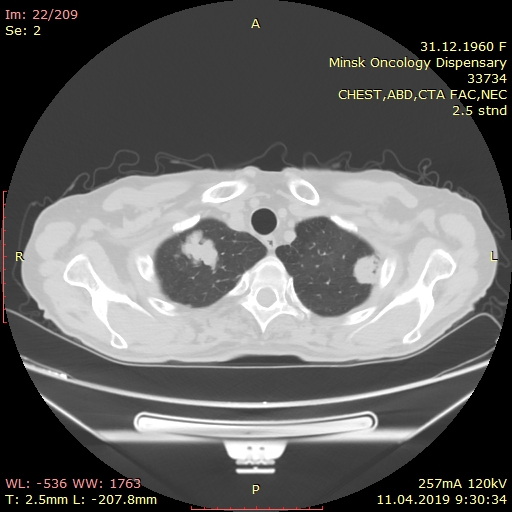 Im: 22/209
Se: 2
A
31.12.1960 F
Minsk Oncology Dispensary
33734
CHEST,ABD,CTA FAC,NEC
2.5 stnd
R
L
WL: -536 WW: 1763
T: 2.5mm L: -207.8mm
P
257mA 120kV
11.04.2019 9:30:34